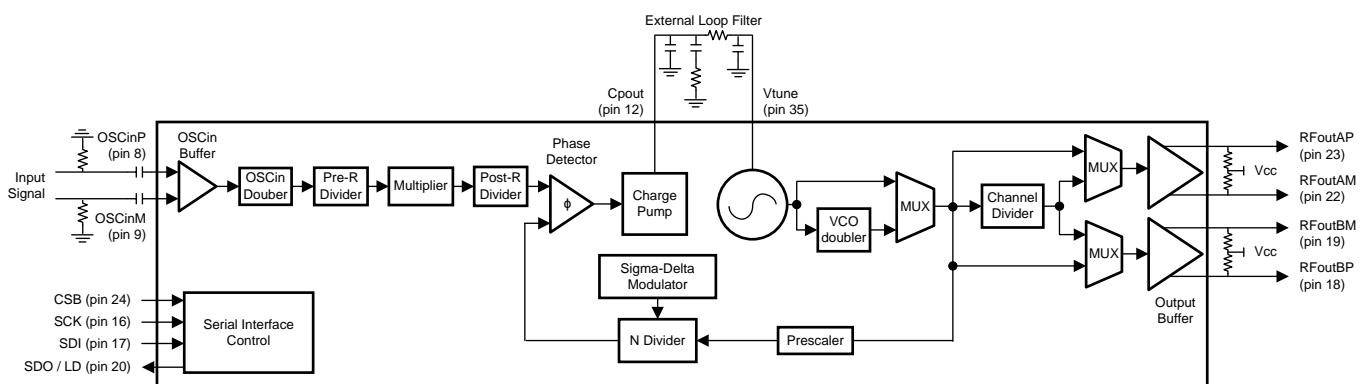 External Loop Filter
Cpout
(pin 12)
Vtune
(pin 35)
OSCinP
(pin 8)
OSCin
Buffer
Input
Signal
OSCinM
(pin 9)
OSCin
Douber
Pre-R
Divider
Multiplier
Post-R
Divider
Phase
Detector
ϕ
Charge
Pump
VCO
doubler
MUX
Channel
Divider
MUX
MUX
RFoutAP
(pin 23)
Vcc
RFoutAM
(pin 22)
RFoutBM
(pin 19)
Vcc
RFoutBP
(pin 18)
Output
Buffer
Sigma-Delta
Modulator
N Divider
Prescaler
CSB (pin 24)
SCK (pin 16)
SDI (pin 17)
SDO / LD (pin 20)
Serial Interface
Control